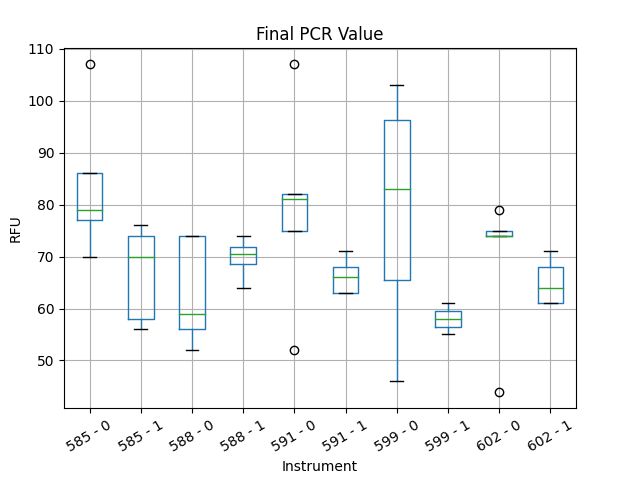 Final PCR Value
110
100
90
80
70
60
50
RFU
585 - 0
585 - 1
588 - 0
588 - 1
591 - 0
591 - 1
599 - 0
599 - 1
602 - 0
602 - 1
Instrument